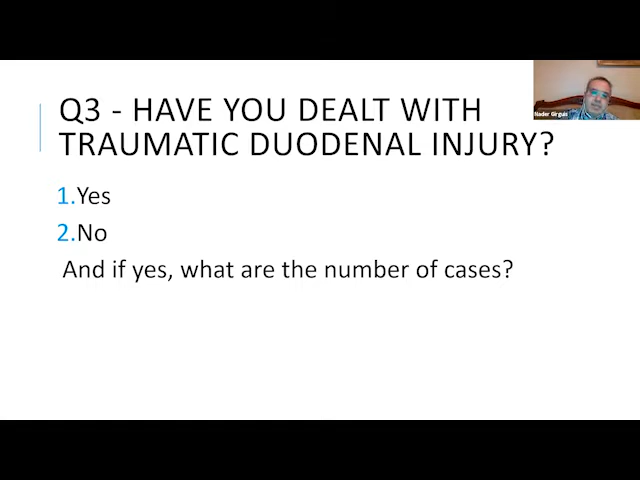 Q3 - HAVE YOU DEALT WITH
TRAUMATIC DUODENAL INJURY?
1.Yes
2.No
And if yes, what are the number of cases?
Nader Girguis